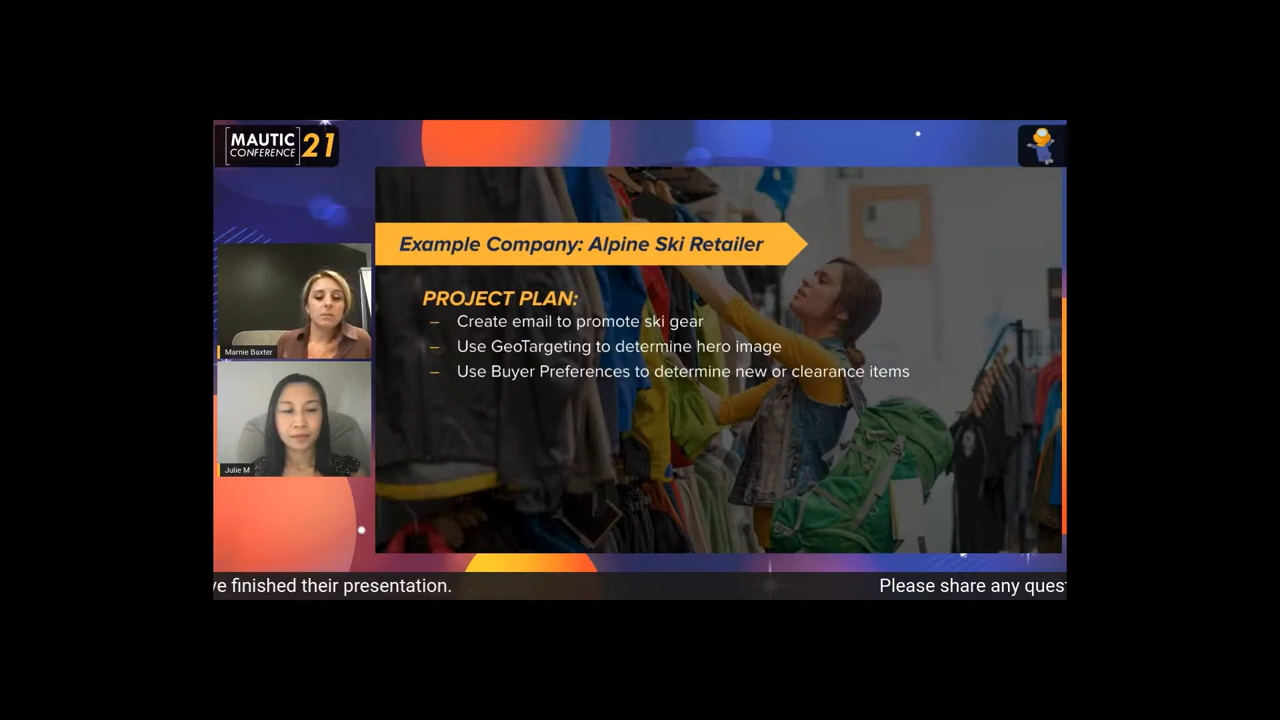 MAUTIC
CONFERENCE 21
Example Company: Alpine Ski Retailer
PROJECT PLAN:
– Create email to promote ski gear
– Use GeoTargeting to determine hero image
– Use Buyer Preferences to determine new or clearance items
Marnie Baxter
Julie M
ve finished their presentation. Please share any quest